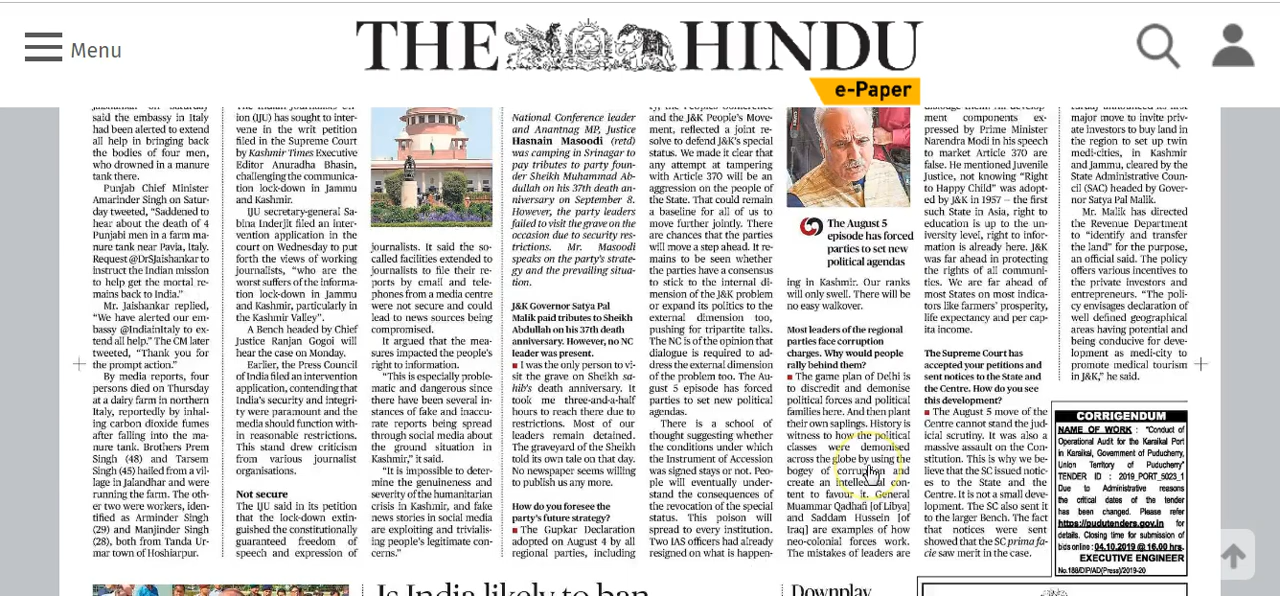 Menu
THE HINDU
e-Paper
Jaishankar on Saturday
said the embassy in Italy
had been alerted to extend
all help in bringing back
the bodies of four men,
who drowned in a manure
tank there.
Punjab Chief Minister
Amarinder Singh on Satur-
day tweeted, "Saddened to
hear about the death of 4
Punjabi men in a farm ma-
nure tank near Pavia, Italy.
Request @DrSJaishankar to
instruct the Indian mission
to help get the mortal re-
mains back to India."
Mr. Jaishankar replied,
"We have alerted our em-
bassy @IndiainItaly to ex-
tend all help." The CM later
tweeted, "Thank you for
the prompt action."
By media reports, four
persons died on Thursday
at a dairy farm in northern
Italy, reportedly by inhal-
ing carbon dioxide fumes
after falling into the ma-
nure tank. Brothers Prem
Singh (48) and Tarsem
Singh (45) hailed from a vil-
lage in Jalandhar and were
running the farm. The oth-
er two were workers, iden-
tified as Arminder Singh
(29) and Manjinder Singh
(28), both from Tanda Ur-
mar town of Hoshiarpur.
The Indian Journalists Un-
ion (IJU) has sought to inter-
vene in the writ petition
filed in the Supreme Court
by Kashmir Times Executive
Editor Anuradha Bhasin,
challenging the communica-
tion lock-down in Jammu
and Kashmir.
IJU secretary-general Sa-
bina Inderjit filed an inter-
vention application in the
court on Wednesday to put
forth the views of working
journalists, "who are the
worst suffers of the informa-
tion lock-down in Jammu
and Kashmir, particularly in
the Kashmir Valley".
A Bench headed by Chief
Justice Ranjan Gogoi will
hear the case on Monday.
Earlier, the Press Council
of India filed an intervention
application, contending that
India's security and integri-
ty were paramount and the
media should function with-
in reasonable restrictions.
This stand drew criticism
from various journalist
organisations.
Not secure
The IJU said in its petition
that the lock-down extin-
guished the constitutionally
guaranteed freedom of
speech and expression of
journalists. It said the so-
called facilities extended to
journalists to file their re-
ports by email and tele-
phones from a media centre
were not secure and could
lead to news sources being
compromised.
It argued that the mea-
sures impacted the people's
right to information.
"This is especially proble-
matic and dangerous since
there have been several in-
stances of fake and inaccu-
rate reports being spread
through social media about
the ground situation in
Kashmir," it said.
"It is impossible to deter-
mine the genuineness and
severity of the humanitarian
crisis in Kashmir, and fake
news stories in social media
are exploiting and trivialis-
ing people's legitimate con-
cerns."
National Conference leader
and Anantnag MP, Justice
Hasnain Masoodi (retd)
was camping in Srinagar to
pay tributes to party foun-
der Sheikh Muhammad Ab-
dullah on his 37th death an-
niversary on September 8.
However, the party leaders
failed to visit the grave on the
occasion due to security res-
trictions. Mr. Masoodi
speaks on the party's strate-
gy and the prevailing situa-
tion.
J&K Governor Satya Pal
Malik paid tributes to Sheikh
Abdullah on his 37th death
anniversary. However, no NC
leader was present.
■ I was the only person to vi-
sit the grave on Sheikh sa-
hib's death anniversary. It
took me three-and-a-half
hours to reach there due to
restrictions. Most of our
leaders remain detained.
The graveyard of the Sheikh
told its own tale on that day.
No newspaper seems willing
to publish us any more.
How do you foresee the
party's future strategy?
■ The Gupkar Declaration
adopted on August 4 by all
regional parties, including
ty, the Peoples Conference
and the J&K People's Move-
ment, reflected a joint re-
solve to defend J&K's special
status. We made it clear that
any attempt at tampering
with Article 370 will be an
aggression on the people of
the State. That could remain
a baseline for all of us to
move further jointly. There
are chances that the parties
will move a step ahead. It re-
mains to be seen whether
the parties have a consensus
to stick to the internal di-
mension of the J&K problem
or expand its politics to the
external dimension too,
pushing for tripartite talks.
The NC is of the opinion that
dialogue is required to ad-
dress the external dimension
of the problem too. The Au-
gust 5 episode has forced
parties to set new political
agendas.
There is a school of
thought suggesting whether
the conditions under which
the Instrument of Accession
was signed stays or not. Peo-
ple will eventually under-
stand the consequences of
the revocation of the special
status. This poison will
spread to every institution.
Two IAS officers had already
resigned on what is happen-
The August 5
episode has forced
parties to set new
political agendas
ing in Kashmir. Our ranks
will only swell. There will be
no easy walkover.
Most leaders of the regional
parties face corruption
charges. Why would people
rally behind them?
■ The game plan of Delhi is
to discredit and demonise
political forces and political
families here. And then plant
their own saplings. History is
witness to how the political
classes were demonised
across the globe by using the
bogey of corruption and
create an intellectual con-
tent to favour it. General
Muammar Qadhafi [of Libya]
and Saddam Hussein [of
Iraq] are examples of how
neo-colonial forces work.
The mistakes of leaders are
ment components ex-
pressed by Prime Minister
Narendra Modi in his speech
to market Article 370 are
false. He mentioned Juvenile
Justice, not knowing "Right
to Happy Child" was adopt-
ed by J&K in 1957 – the first
such State in Asia, right to
education is up to the uni-
versity level, right to infor-
mation is already here. J&K
was far ahead in protecting
the rights of all communi-
ties. We are far ahead of
most States on most indica-
tors like farmers' prosperity,
life expectancy and per cap-
ita income.
The Supreme Court has
accepted your petitions and
sent notices to the State and
the Centre. How do you see
this development?
■ The August 5 move of the
Centre cannot stand the ju-
dicial scrutiny. It was also a
massive assault on the Con-
stitution. This is why we be-
lieve that the SC issued notic-
es to the State and the
Centre. It is not a small deve-
lopment. The SC also sent it
to the larger Bench. The fact
that notices were sent
showed that the SC prima fa-
cie saw merit in the case.
major move to invite priv-
ate investors to buy land in
the region to set up twin
medi-cities, in Kashmir
and Jammu, cleared by the
State Administrative Coun-
cil (SAC) headed by Gover-
nor Satya Pal Malik.
Mr. Malik has directed
the Revenue Department
to "identify and transfer
the land" for the purpose,
an official said. The policy
offers various incentives to
the private investors and
entrepreneurs. "The poli-
cy envisages declaration of
well defined geographical
areas having potential and
being conducive for devel-
opment as medi-city to
promote medical tourism
in J&K," he said.
CORRIGENDUM
NAME OF WORK : "Conduct of
Operational Audit for the Karaikal Port
in Karaikal, Government of Puducherry,
Union Territory of Puducherry"
TENDER ID : 2019_PORT_5023_1
Due to Administrative reasons
the critical dates of the tender
has been changed. Please refer
https://pudutenders.gov.in for
details. Closing time for submission of
bids online : 04.10.2019 @ 16.00 hrs.
EXECUTIVE ENGINEER
No.188/DIP/AD(Press)/2019-20
Is India likely to ban
Downplay